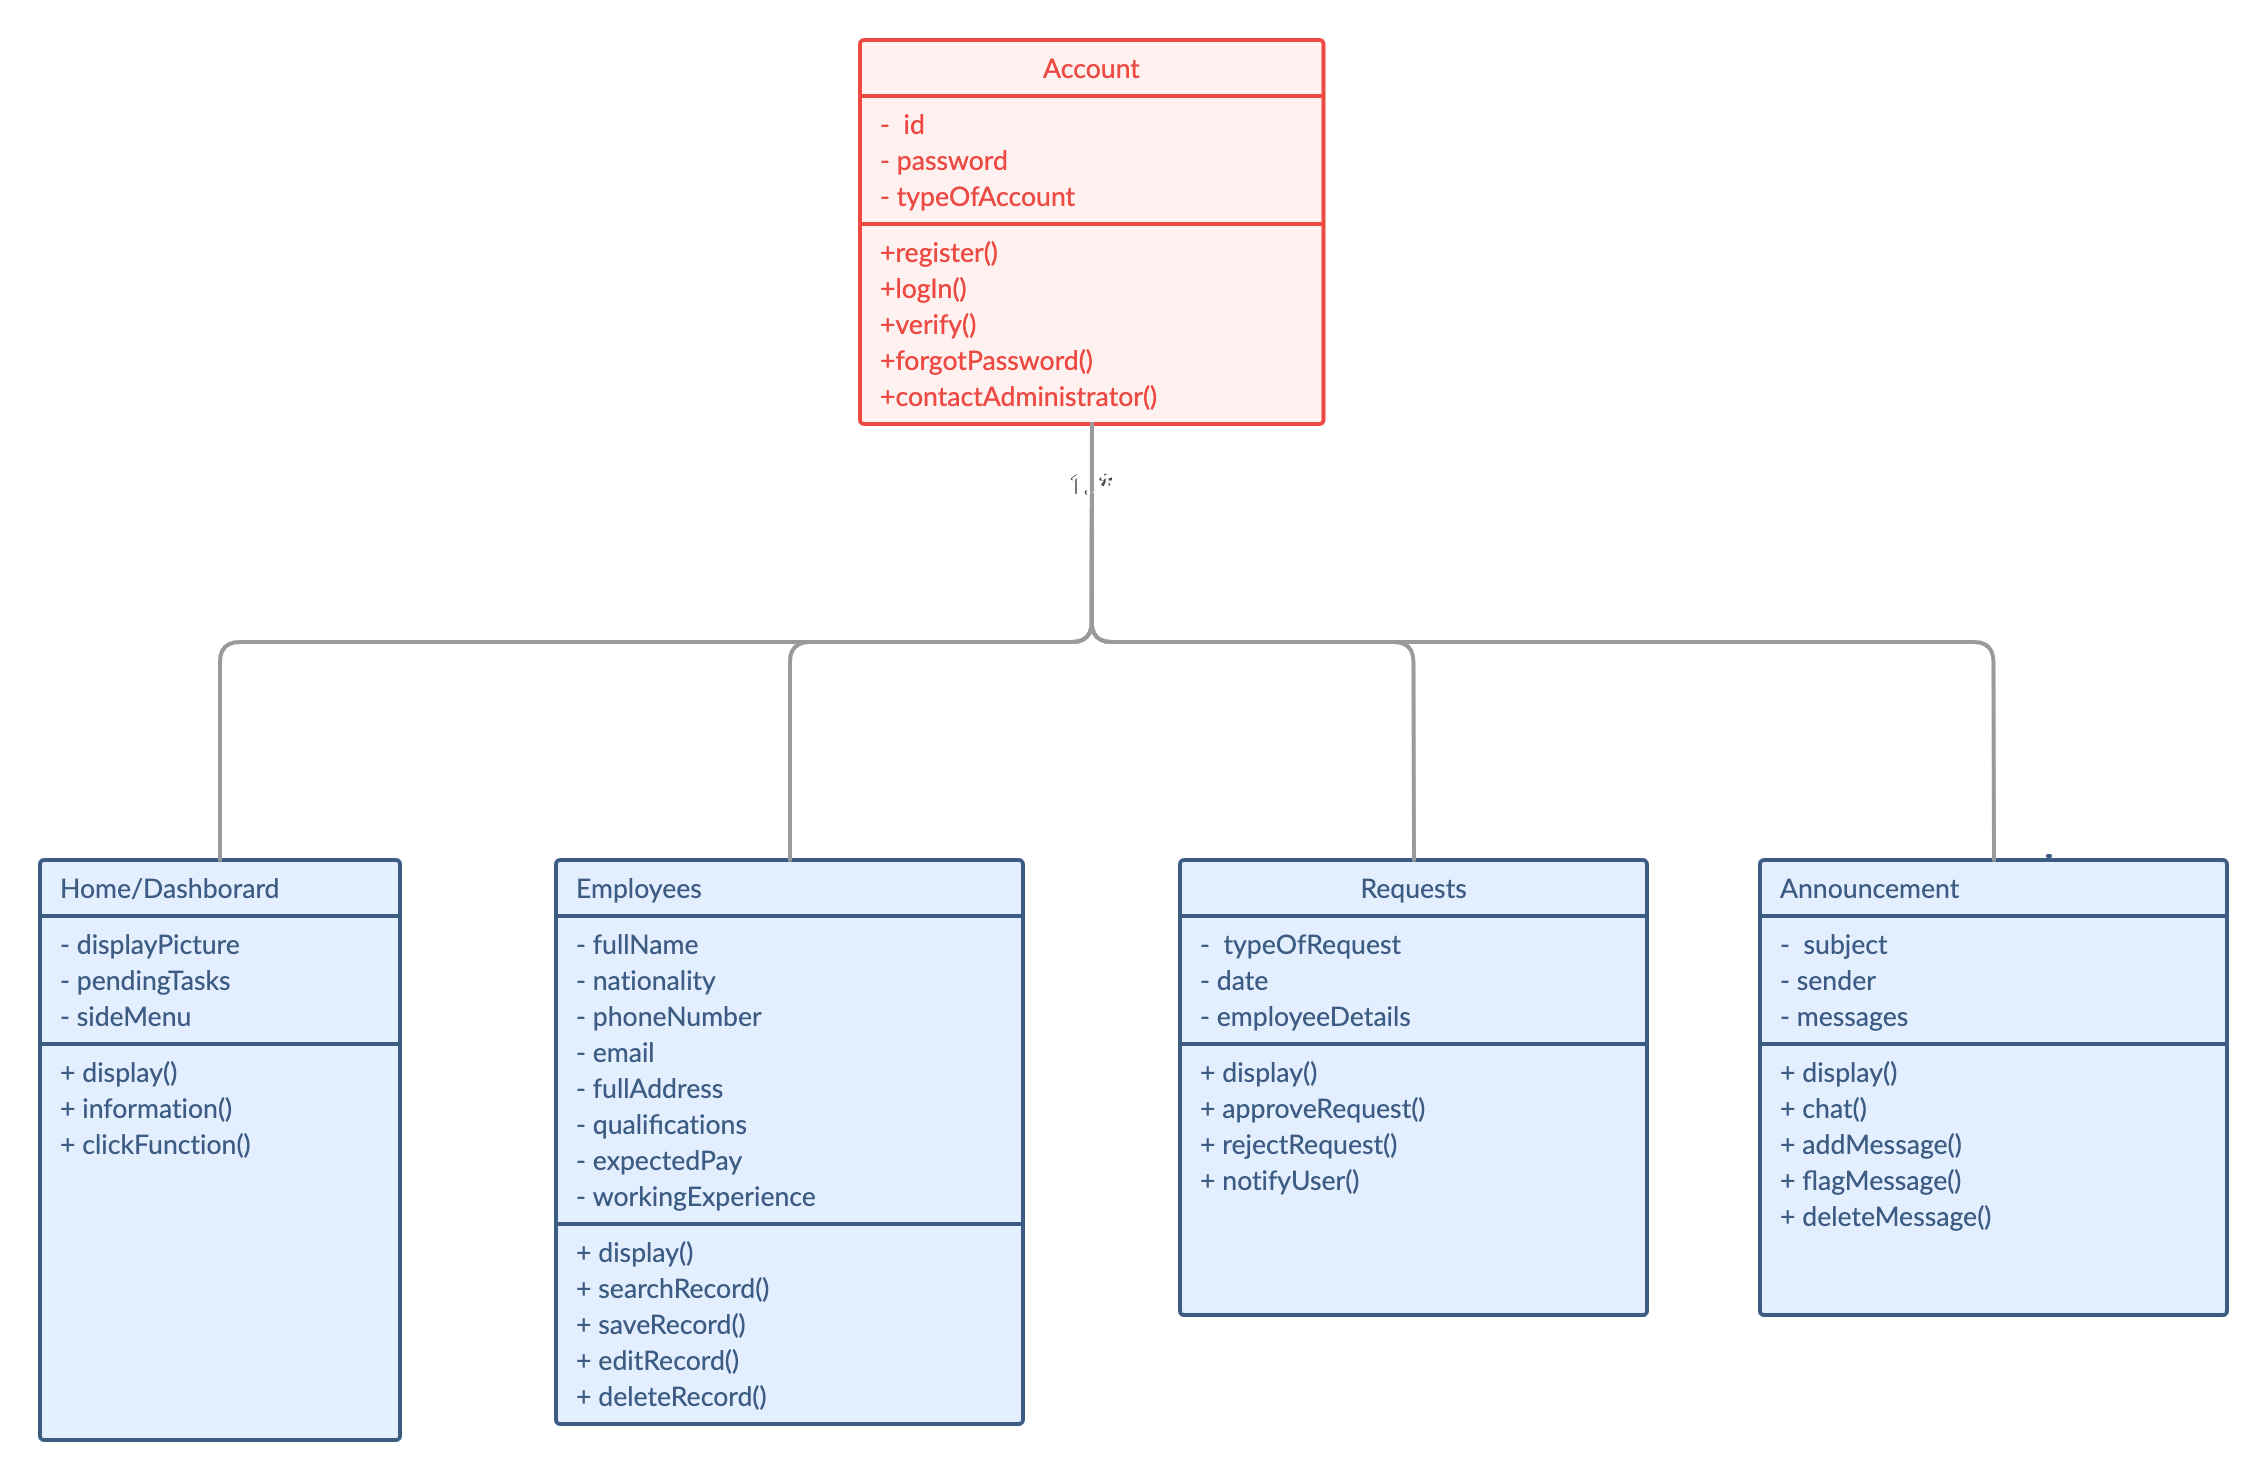 Account
- id
- password
- typeOfAccount
+register()
+logIn()
+verify()
+forgotPassword()
+contactAdministrator()
1..*
Home/Dashborard
- displayPicture
- pendingTasks
- sideMenu
+ display()
+ information()
+ clickFunction()
Employees
- fullName
- nationality
- phoneNumber
- email
- fullAddress
- qualifications
- expectedPay
- workingExperience
+ display()
+ searchRecord()
+ saveRecord()
+ editRecord()
+ deleteRecord()
Requests
- typeOfRequest
- date
- employeeDetails
+ display()
+ approveRequest()
+ rejectRequest()
+ notifyUser()
Announcement
- subject
- sender
- messages
+ display()
+ chat()
+ addMessage()
+ flagMessage()
+ deleteMessage()